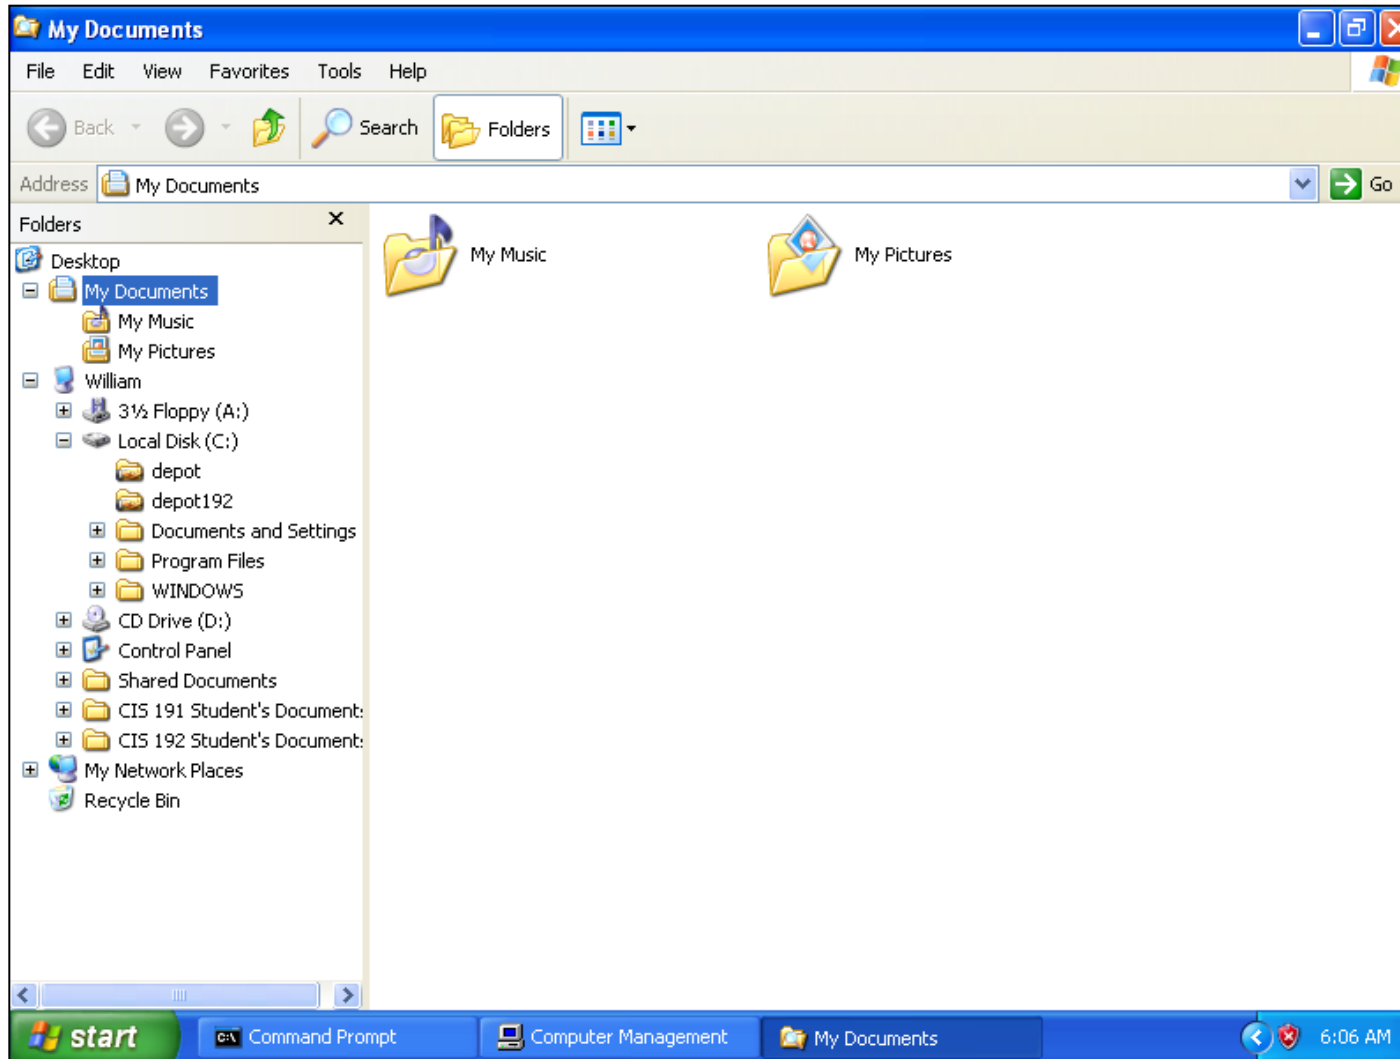 My Documents
File Edit View Favorites Tools Help
Back Search Folders
Address My Documents Go
Folders
Desktop
My Documents
My Music
My Pictures
William
3½ Floppy (A:)
Local Disk (C:)
depot
depot192
Documents and Settings
Program Files
WINDOWS
CD Drive (D:)
Control Panel
Shared Documents
CIS 191 Student's Document
CIS 192 Student's Document
My Network Places
Recycle Bin
My Music My Pictures
start C:\ Command Prompt Computer Management My Documents 6:06 AM